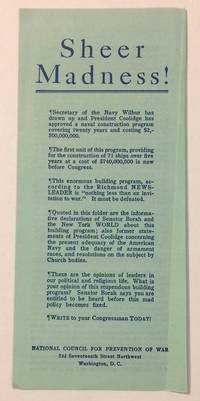 Sheer
Madness!
¶Secretary of the Navy Wilbur has
drawn up and President Coolidge has
approved a naval construction program
covering twenty years and costing $2,-
500,000,000.
¶The first unit of this program, providing
for the construction of 71 ships over five
years at a cost of $740,000,000 is now
before Congress.
¶This enormous building program, ac-
cording to the Richmond NEWS-
LEADER is "nothing less than an invi-
tation to war." It must be defeated.
¶Quoted in this folder are the informa-
tive declarations of Senator Borah and
the New York WORLD about this
building program; also former state-
ments of President Coolidge concerning
the present adequacy of the American
Navy and the danger of armament
races, and resolutions on the subject by
Church bodies.
¶These are the opinions of leaders in
our political and religious life. What is
your opinion of this stupendous building
program? Senator Borah says you are
entitled to be heard before this mad
policy becomes fixed.
¶WRITE to your Congressman TODAY!
NATIONAL COUNCIL FOR PREVENTION OF WAR
532 Seventeenth Street Northwest
Washington, D. C.